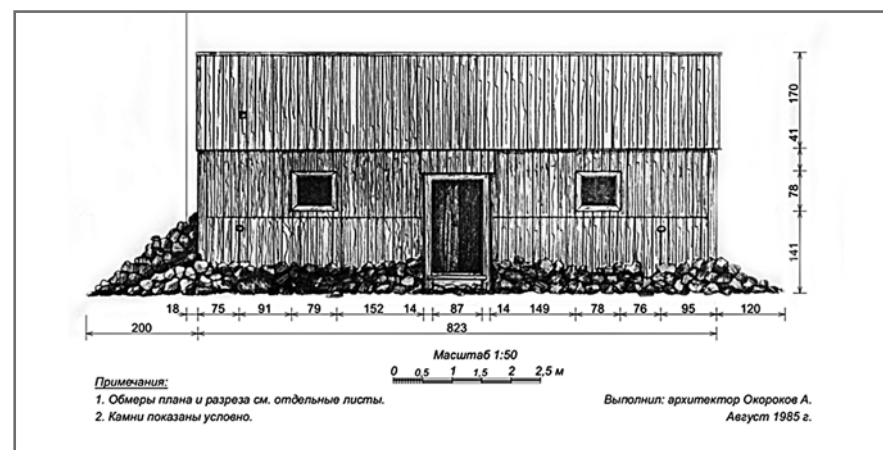 170
41
78
141
18 75 91 79 152 14 87 14 149 78 76 95 120
200 823
Масштаб 1:50
0 0,5 1 1,5 2 2,5 м
Примечания:
1. Обмеры плана и разреза см. отдельные листы.
2. Камни показаны условно.
Выполнил: архитектор Окороков А.
Август 1985 г.